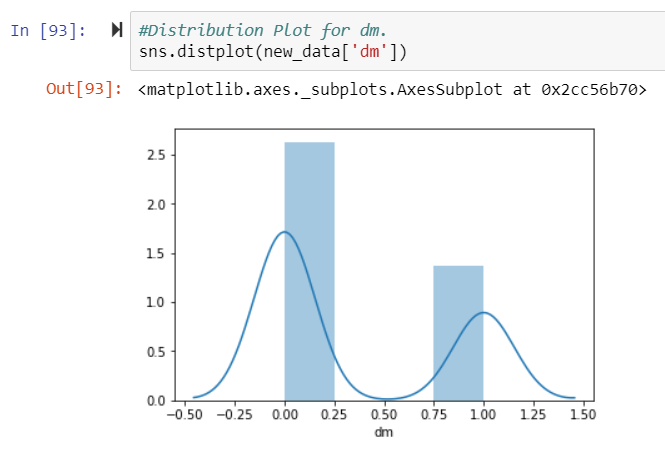 In [93]:
#Distribution Plot for dm.
sns.distplot(new_data['dm'])
Out[93]: <matplotlib.axes._subplots.AxesSubplot at 0x2cc56b70>
2.5
2.0
1.5
1.0
0.5
0.0
−0.50 −0.25 0.00 0.25 0.50 0.75 1.00 1.25 1.50
dm